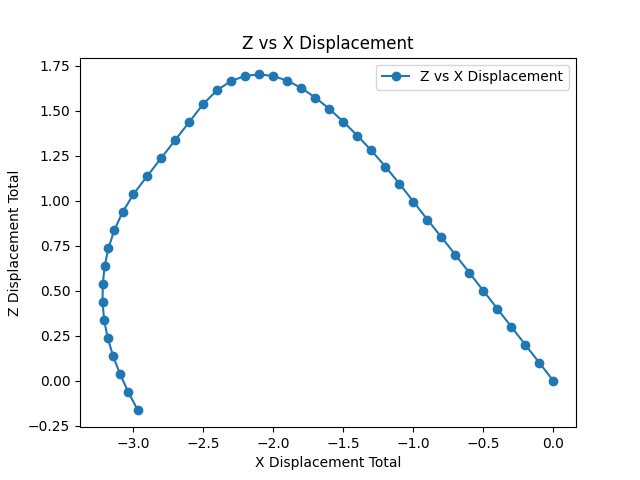 Z vs X Displacement
Z vs X Displacement
1.75
1.50
1.25
1.00
0.75
0.50
0.25
0.00
−0.25
Z Displacement Total
−3.0 −2.5 −2.0 −1.5 −1.0 −0.5 0.0
X Displacement Total